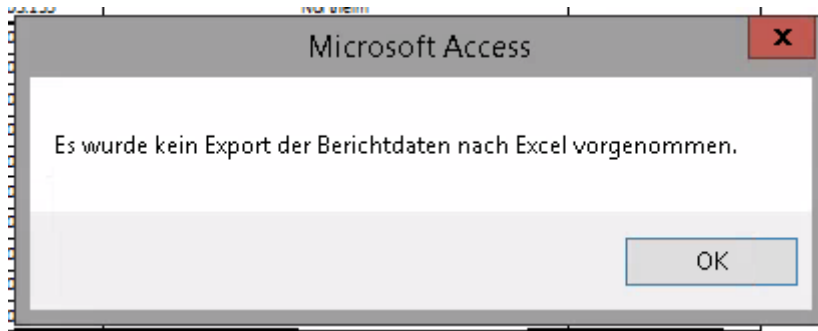 Microsoft Access
x
Es wurde kein Export der Berichtdaten nach Excel vorgenommen.
OK